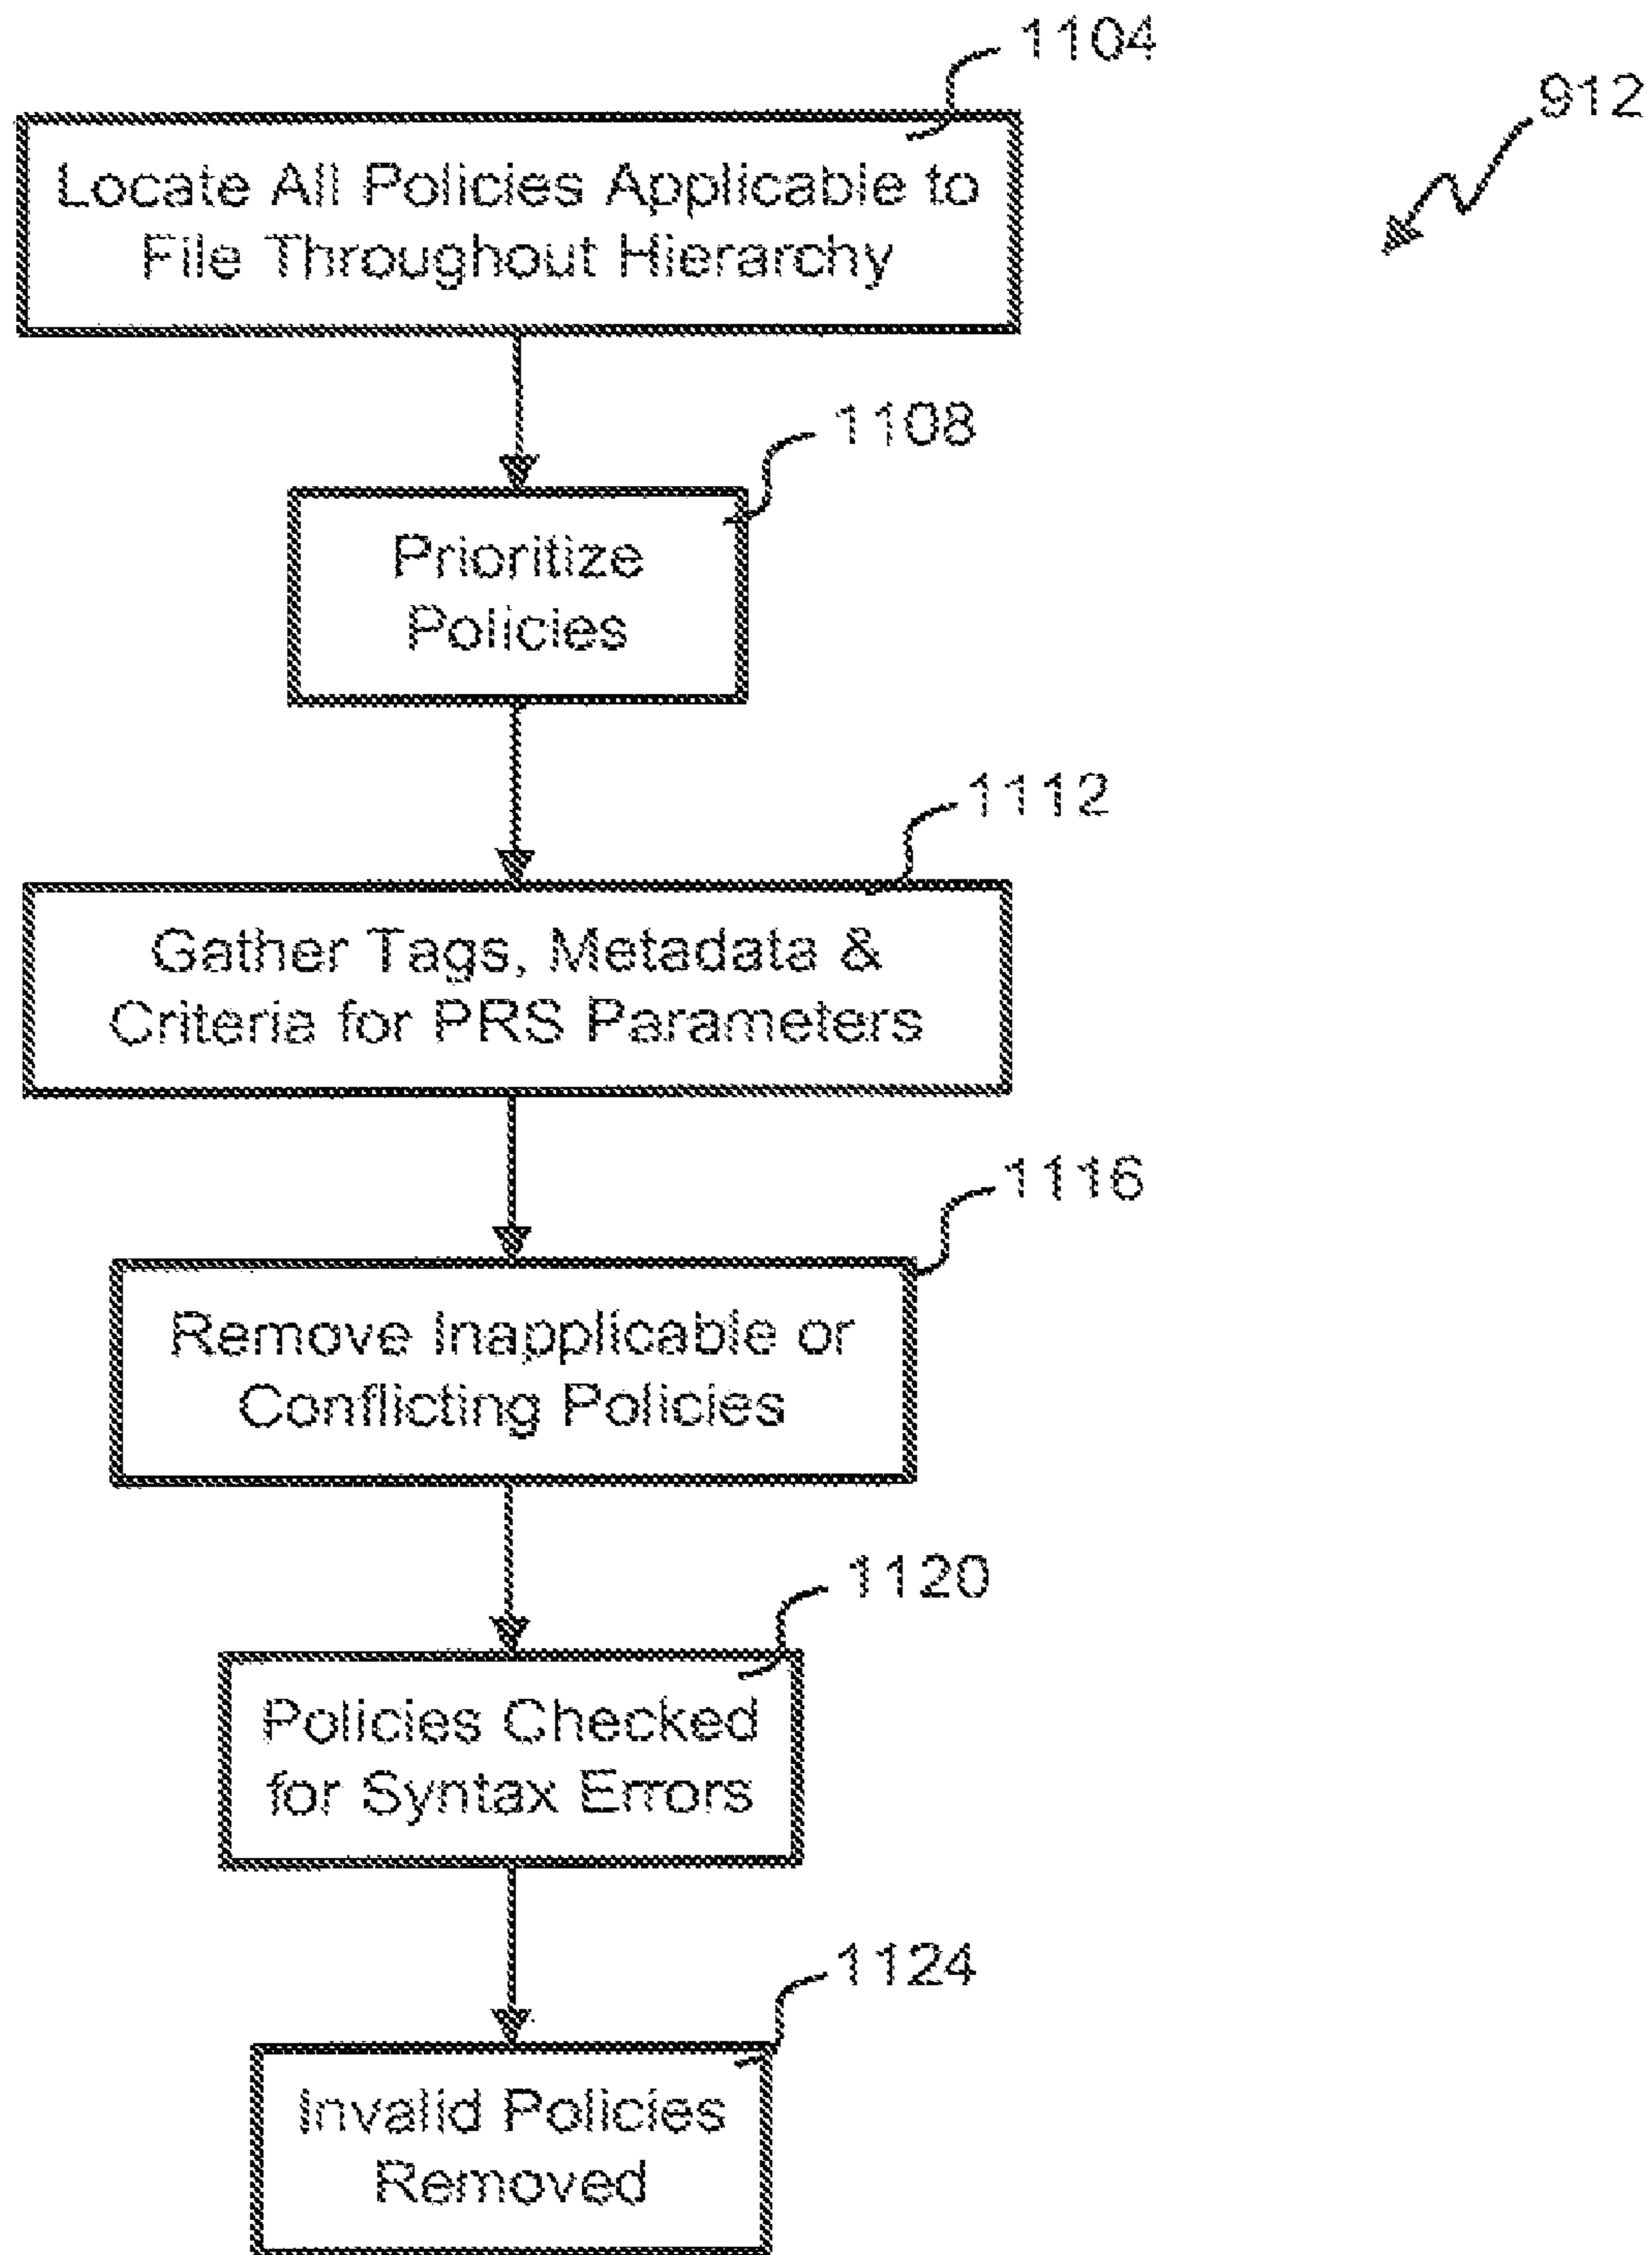 1104
912
Locate All Policies Applicable to
File Throughout Hierarchy
1108
Prioritize
Policies
1112
Gather Tags, Metadata &
Criteria for PRS Parameters
1116
Remove Inapplicable or
Conflicting Policies
1120
Policies Checked
for Syntax Errors
1124
Invalid Policies
Removed